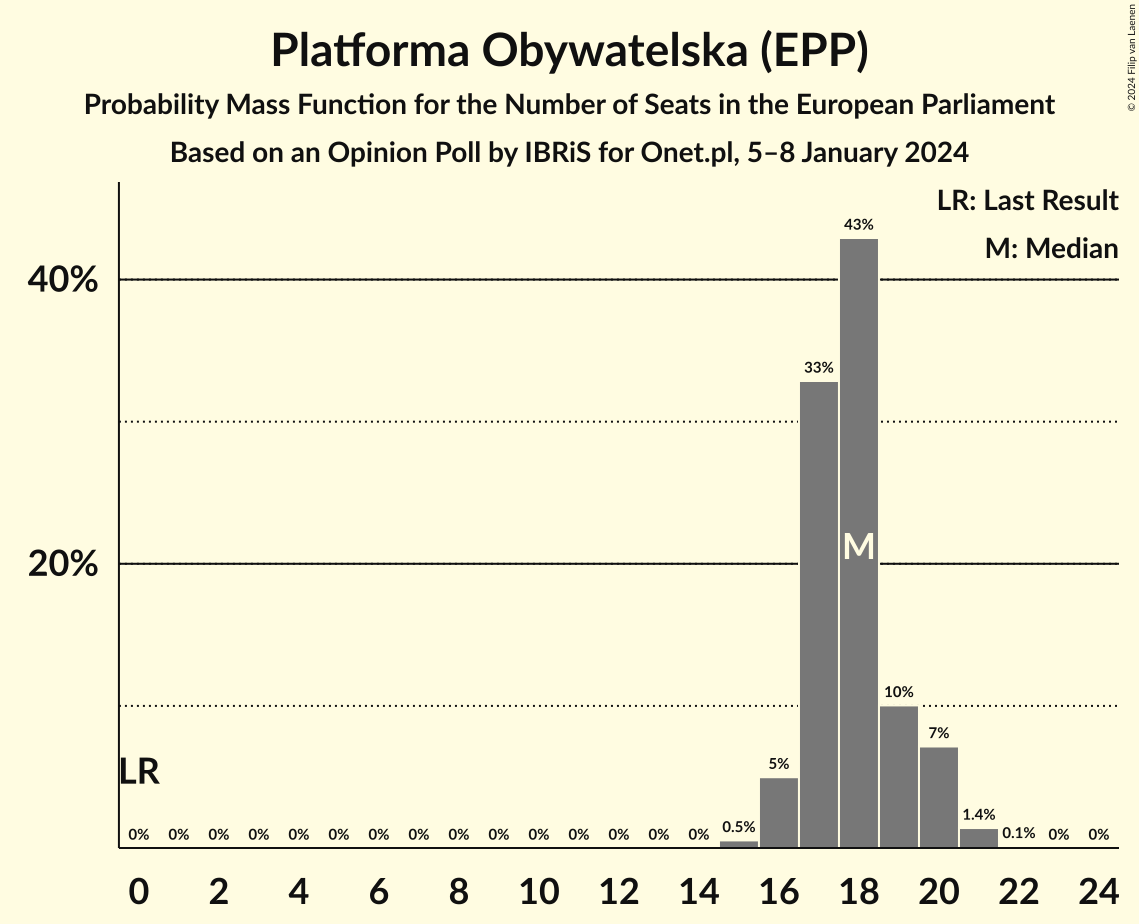 Platforma Obywatelska (EPP)
Probability Mass Function for the Number of Seats in the European Parliament
Based on an Opinion Poll by IBRiS for Onet.pl, 5–8 January 2024
© 2024 Filip van Laenen
LR: Last Result
M: Median
40%
20%
43%
33%
M
10%
7%
5%
LR
0% 0% 0% 0% 0% 0% 0% 0% 0% 0% 0% 0% 0% 0% 0% 0.5% 1.4% 0.1% 0% 0%
0 2 4 6 8 10 12 14 16 18 20 22 24